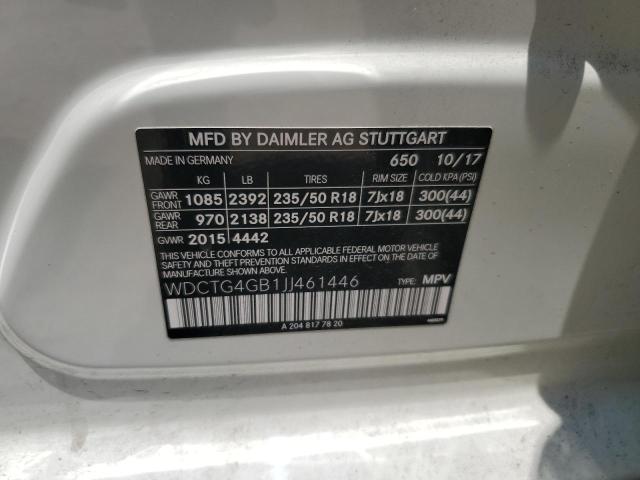 MFD BY DAIMLER AG STUTTGART
MADE IN GERMANY 650 10/17
KG LB TIRES RIM SIZE COLD KPA (PSI)
GAWR FRONT 1085 2392 235/50 R18 7Jx18 300(44)
GAWR REAR 970 2138 235/50 R18 7Jx18 300(44)
GVWR 2015 4442
THIS VEHICLE CONFORMS TO ALL APPLICABLE FEDERAL MOTOR VEHICLE
SAFETY, BUMPER, AND THEFT PREVENTION STANDARDS IN EFFECT ON
THE DATE OF MANUFACTURE SHOWN ABOVE.
WDCTG4GB1JJ461446 TYPE: MPV
A 204 817 78 20